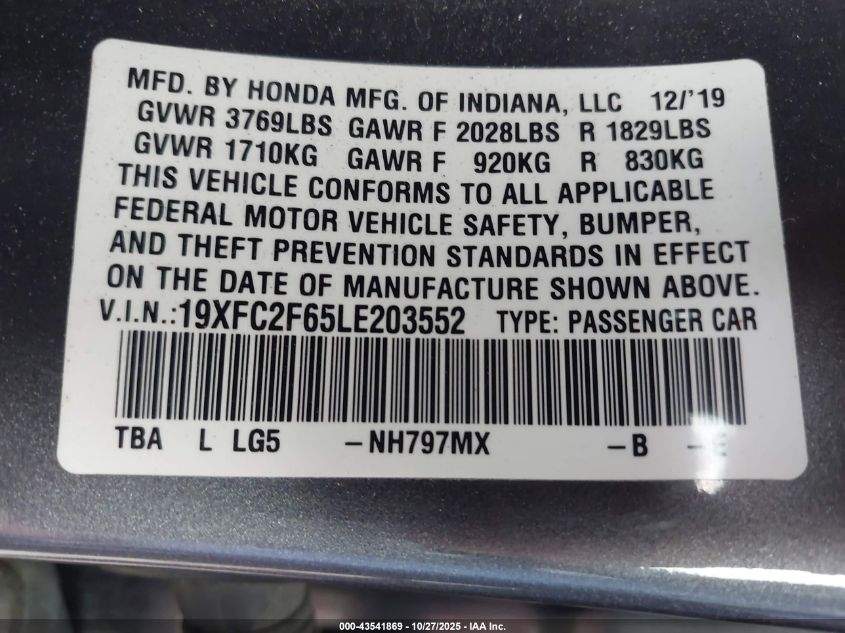 MFD. BY HONDA MFG. OF INDIANA, LLC 12/'19
GVWR 3769LBS GAWR F 2028LBS R 1829LBS
GVWR 1710KG GAWR F 920KG R 830KG
THIS VEHICLE CONFORMS TO ALL APPLICABLE
FEDERAL MOTOR VEHICLE SAFETY, BUMPER,
AND THEFT PREVENTION STANDARDS IN EFFECT
ON THE DATE OF MANUFACTURE SHOWN ABOVE.
V.I.N.:19XFC2F65LE203552 TYPE: PASSENGER CAR
TBA L LG5 –NH797MX –B –E
000-43541869 - 10/27/2025 - IAA Inc.